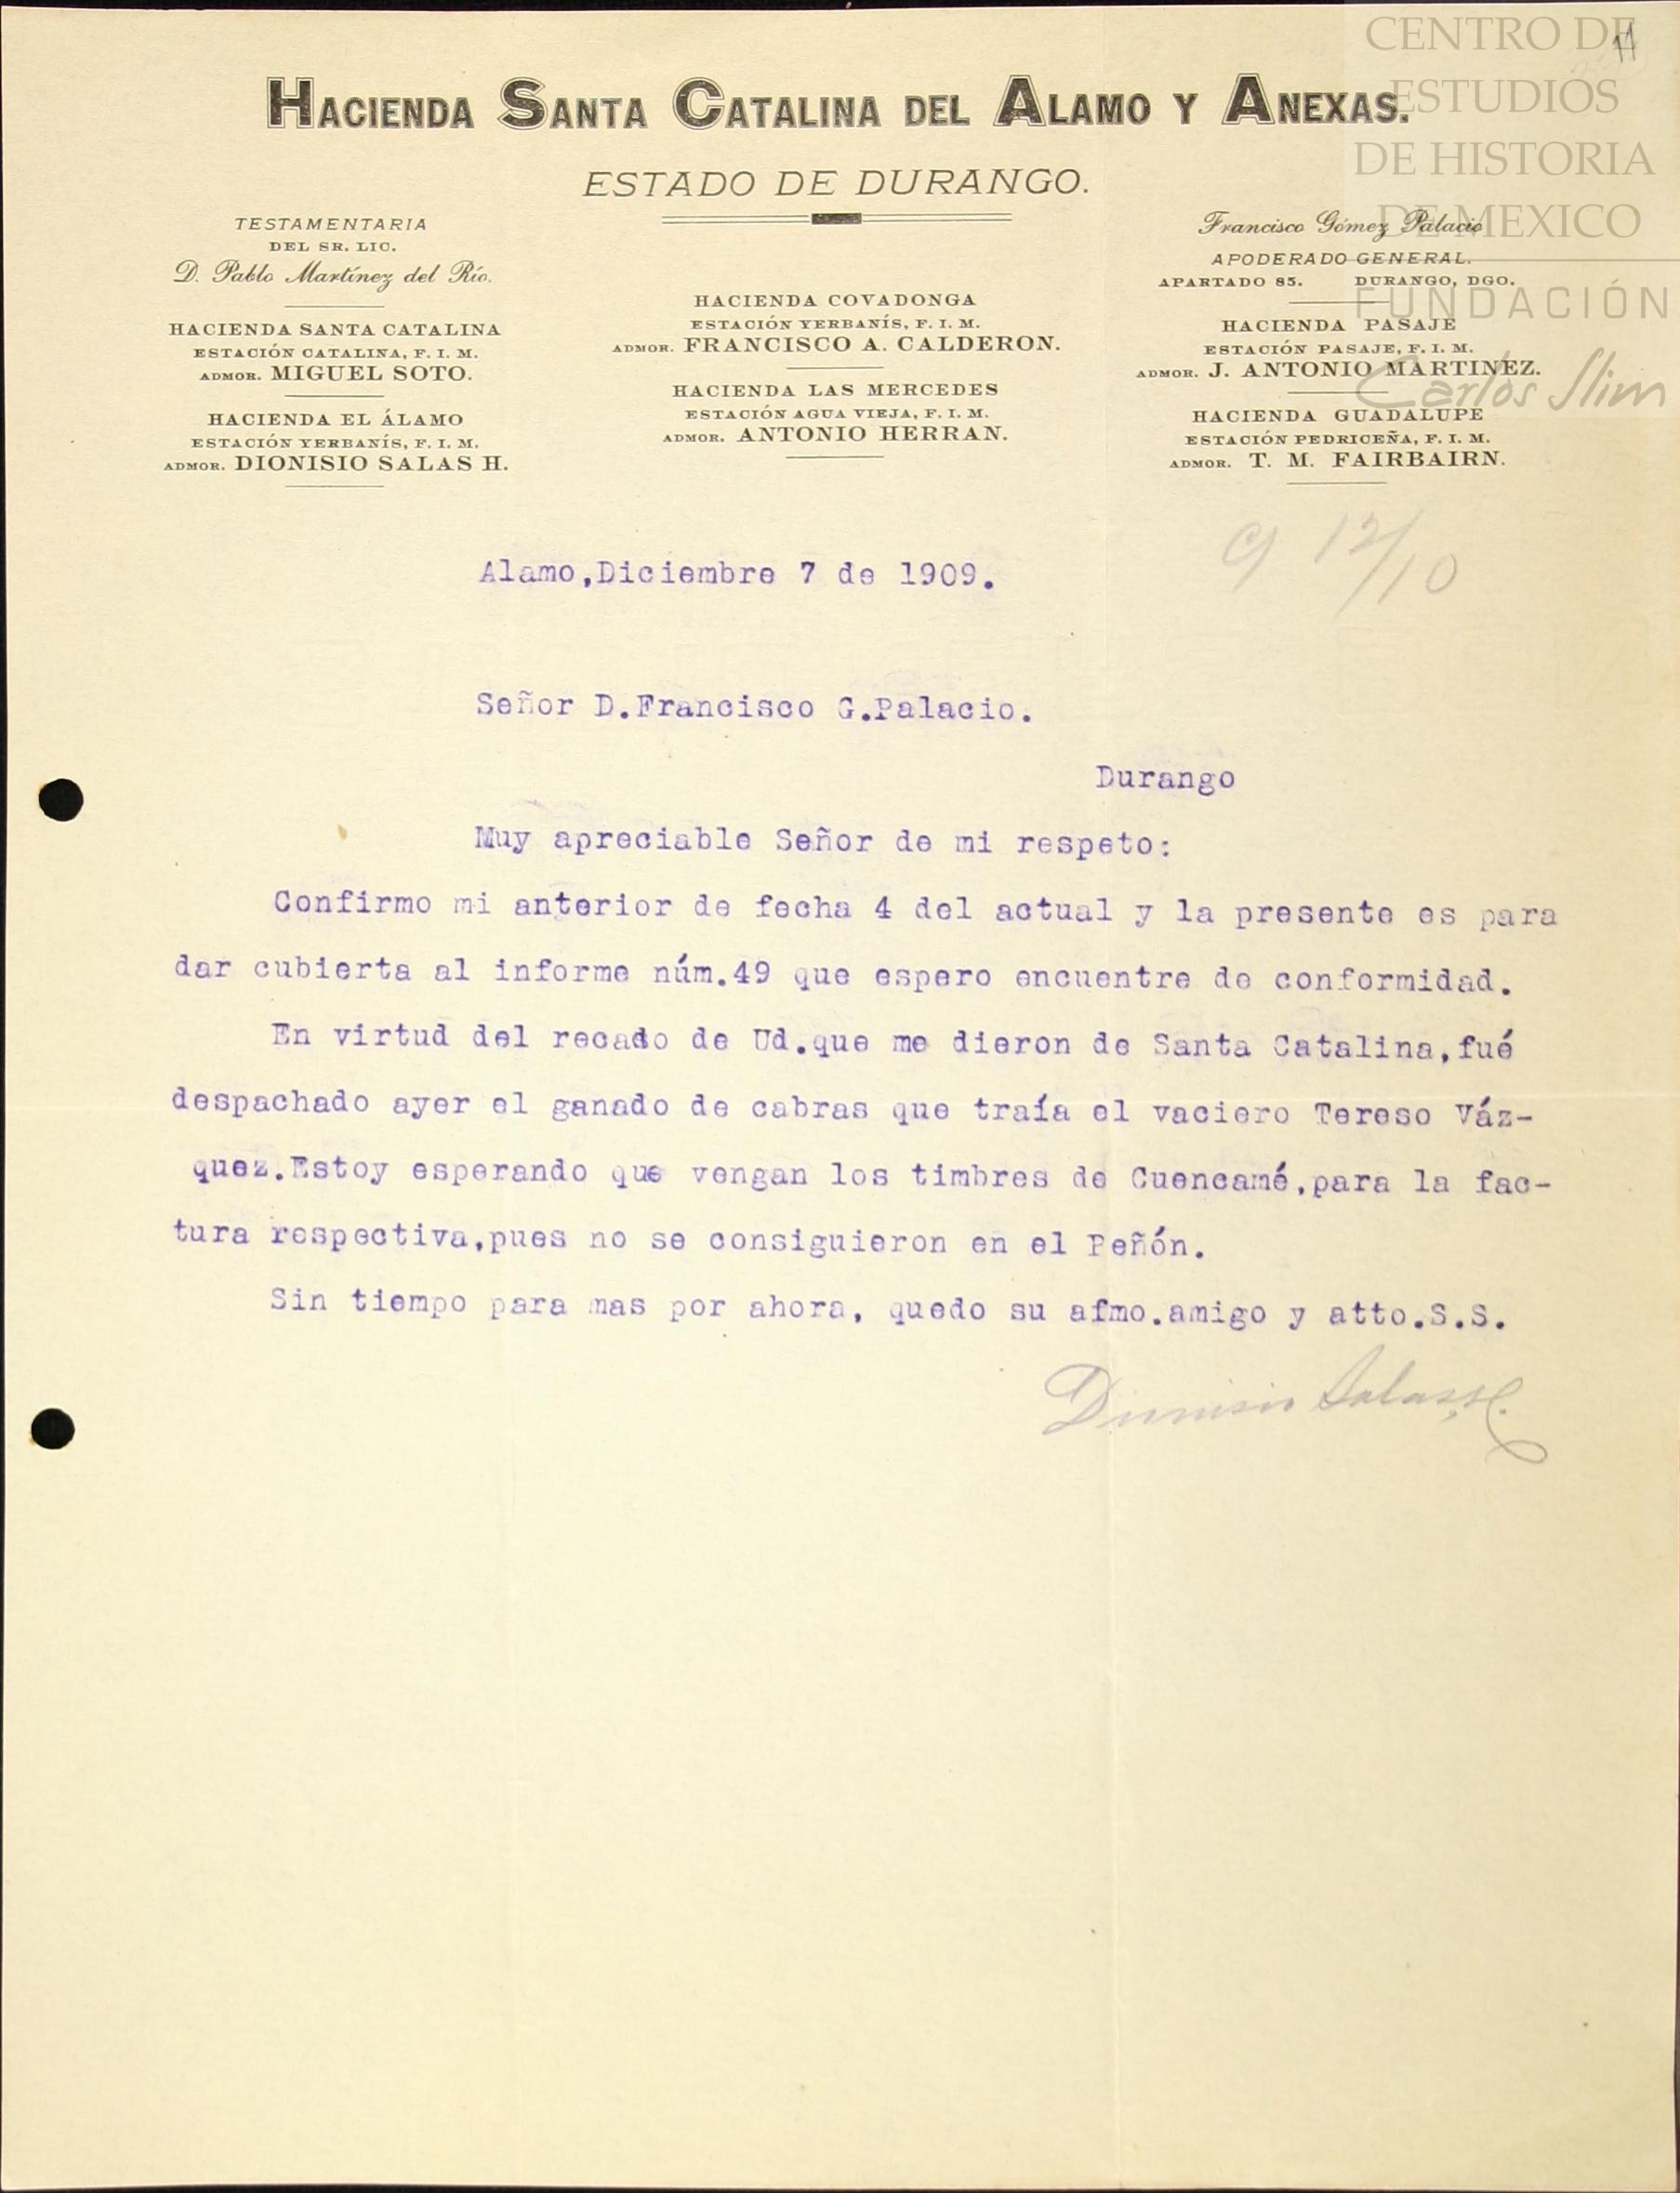 CENTRO DE
ESTUDIOS
DE HISTORIA
DE MEXICO
FUNDACIÓN
Carlos Slim
11
HACIENDA SANTA CATALINA DEL ALAMO Y ANEXAS.
ESTADO DE DURANGO.
TESTAMENTARIA
DEL SR. LIC.
D. Pablo Martínez del Río.
HACIENDA SANTA CATALINA
ESTACIÓN CATALINA, F. I. M.
ADMOR. MIGUEL SOTO.
HACIENDA EL ÁLAMO
ESTACIÓN YERBANÍS, F. I. M.
ADMOR. DIONISIO SALAS H.
HACIENDA COVADONGA
ESTACIÓN YERBANÍS, F. I. M.
ADMOR. FRANCISCO A. CALDERON.
HACIENDA LAS MERCEDES
ESTACIÓN AGUA VIEJA, F. I. M.
ADMOR. ANTONIO HERRAN.
Francisco Gómez Palacio
APODERADO GENERAL.
APARTADO 85. DURANGO, DGO.
HACIENDA PASAJE
ESTACIÓN PASAJE, F. I. M.
ADMOR. J. ANTONIO MARTINEZ.
HACIENDA GUADALUPE
ESTACIÓN PEDRICEÑA, F. I. M.
ADMOR. T. M. FAIRBAIRN.
12/10
Alamo,Diciembre 7 de 1909.
Señor D.Francisco G.Palacio.
Durango
Muy apreciable Señor de mi respeto:
Confirmo mi anterior de fecha 4 del actual y la presente es para
dar cubierta al informe núm.49 que espero encuentre de conformidad.
En virtud del recado de Ud.que me dieron de Santa Catalina,fué
despachado ayer el ganado de cabras que traía el vaciero Tereso Váz-
quez.Estoy esperando que vengan los timbres de Cuencamé,para la fac-
tura respectiva,pues no se consiguieron en el Peñón.
Sin tiempo para mas por ahora, quedo su afmo.amigo y atto.S.S.
Dionisio Salas H.